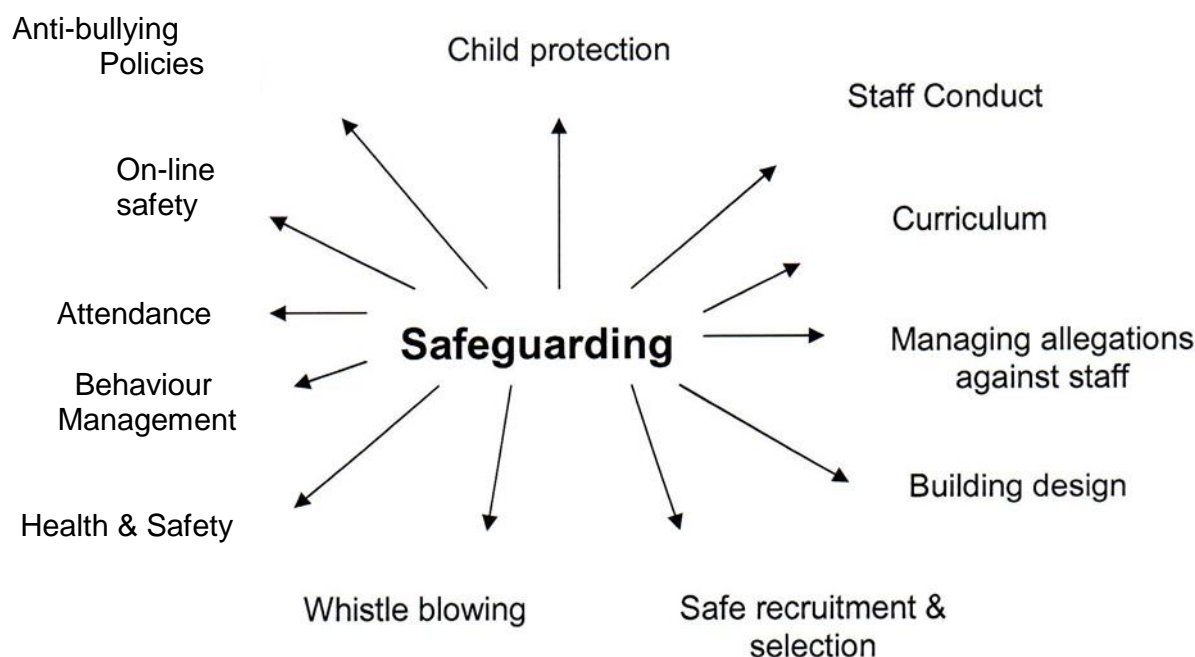 Anti-bullying
Policies
Child protection
Staff Conduct
On-line
safety
Curriculum
Attendance
Safeguarding
Managing allegations
against staff
Behaviour
Management
Building design
Health & Safety
Whistle blowing
Safe recruitment &
selection